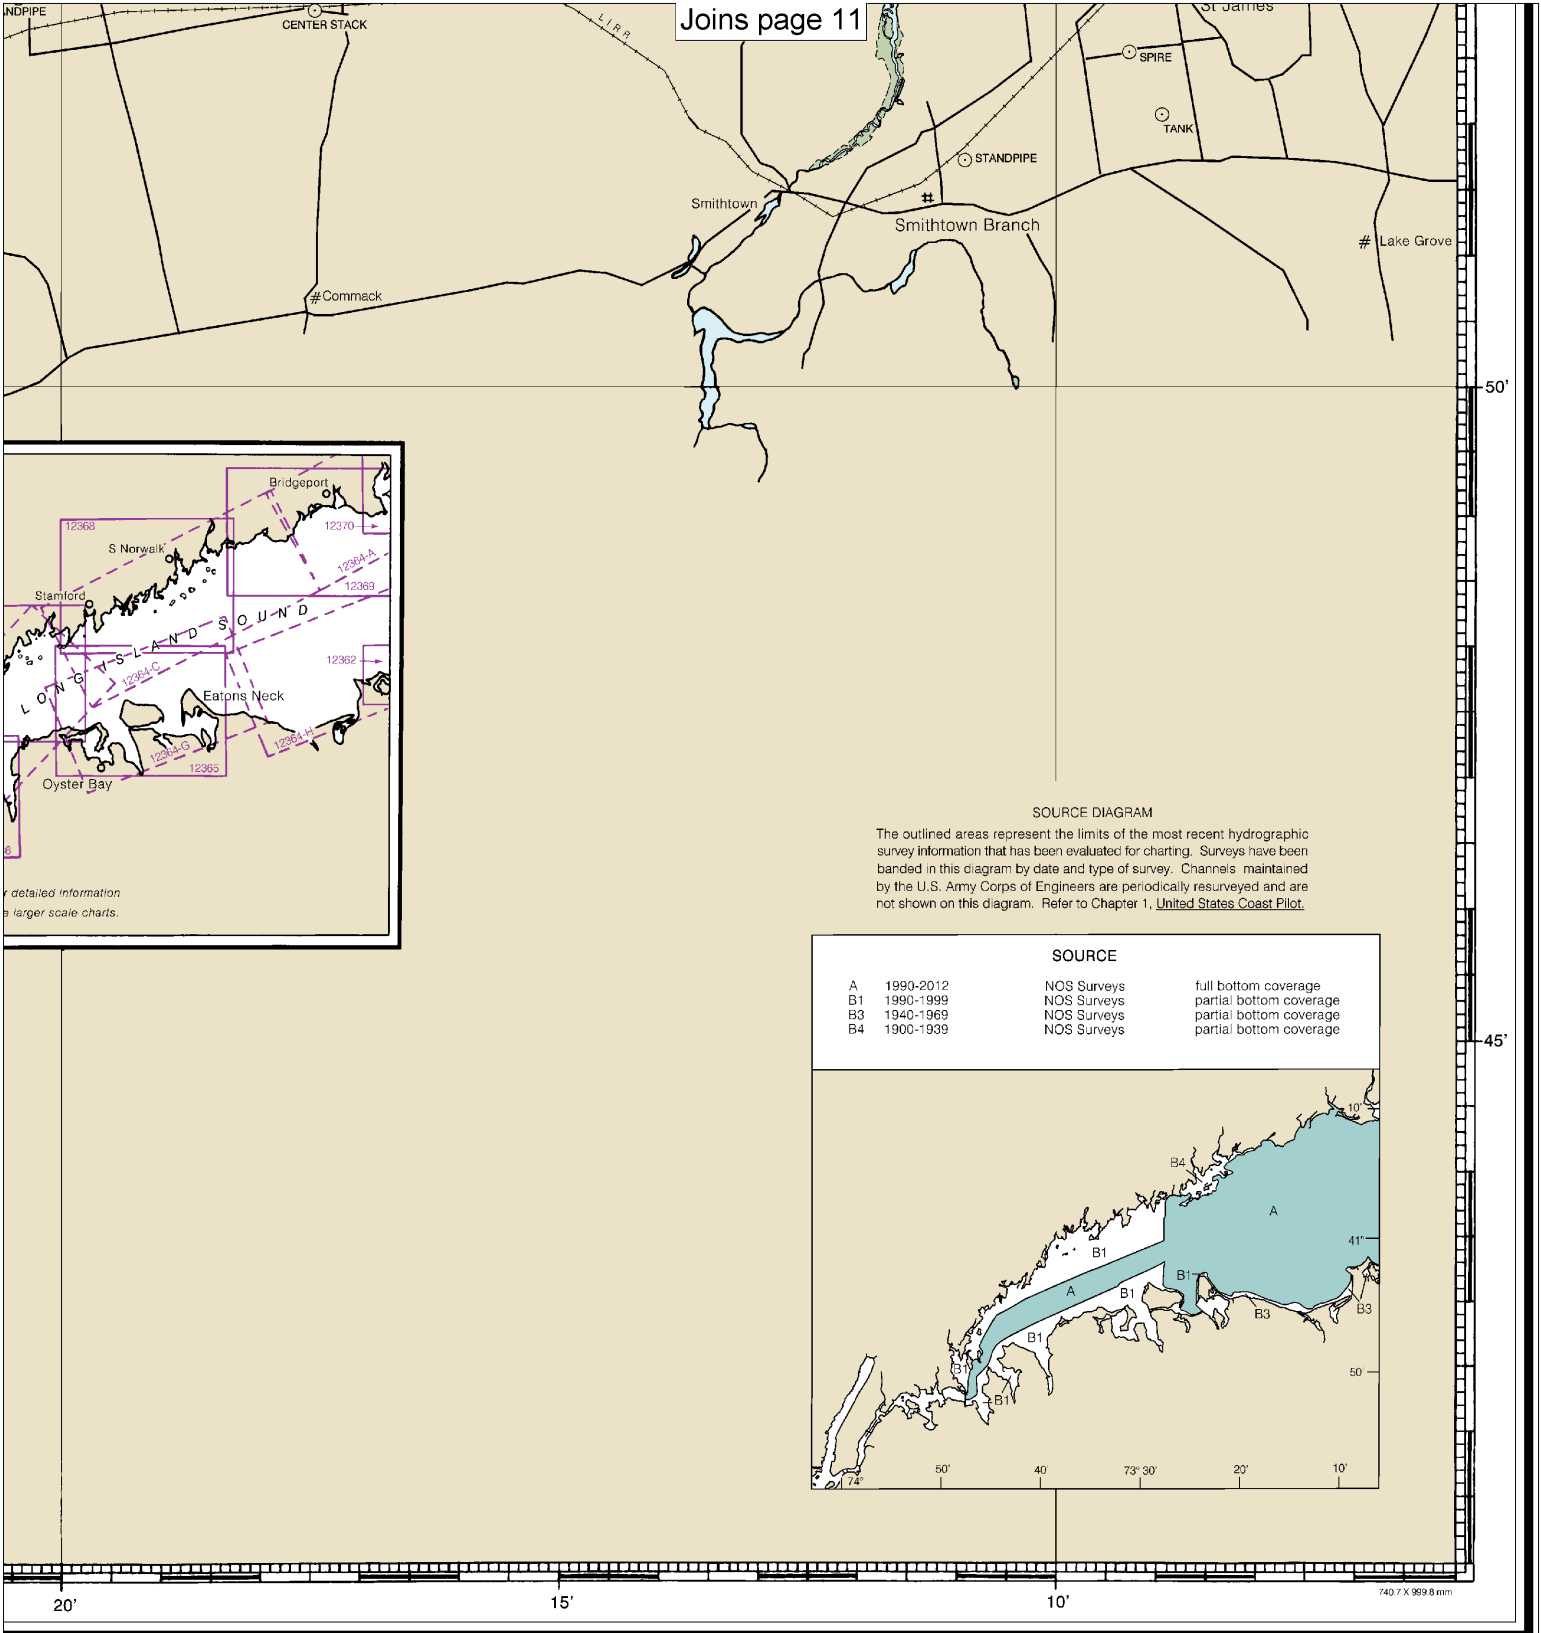 Joins page 11
ANDPIPE
CENTER STACK
LIRR
St James
SPIRE
TANK
STANDPIPE
Smithtown
Smithtown Branch
Lake Grove
Commack
50'
Bridgeport
12368
12370
S Norwalk
12364-A
12369
Stamford
LONG ISLAND SOUND
12362
12364-C
Eatons Neck
12364-H
12364-G
12365
Oyster Bay
6
r detailed information
e larger scale charts.
SOURCE DIAGRAM
The outlined areas represent the limits of the most recent hydrographic
survey information that has been evaluated for charting. Surveys have been
banded in this diagram by date and type of survey. Channels maintained
by the U.S. Army Corps of Engineers are periodically resurveyed and are
not shown on this diagram. Refer to Chapter 1, United States Coast Pilot.
SOURCE
A 1990-2012 NOS Surveys full bottom coverage
B1 1990-1999 NOS Surveys partial bottom coverage
B3 1940-1969 NOS Surveys partial bottom coverage
B4 1900-1939 NOS Surveys partial bottom coverage
45'
10'
B4
A
41°
B1
B1
A
B1
B3
B3
B1
B1
50'
B1
74°
50'
40'
73° 30'
20'
10'
740.7 X 999.8 mm
20'
15'
10'